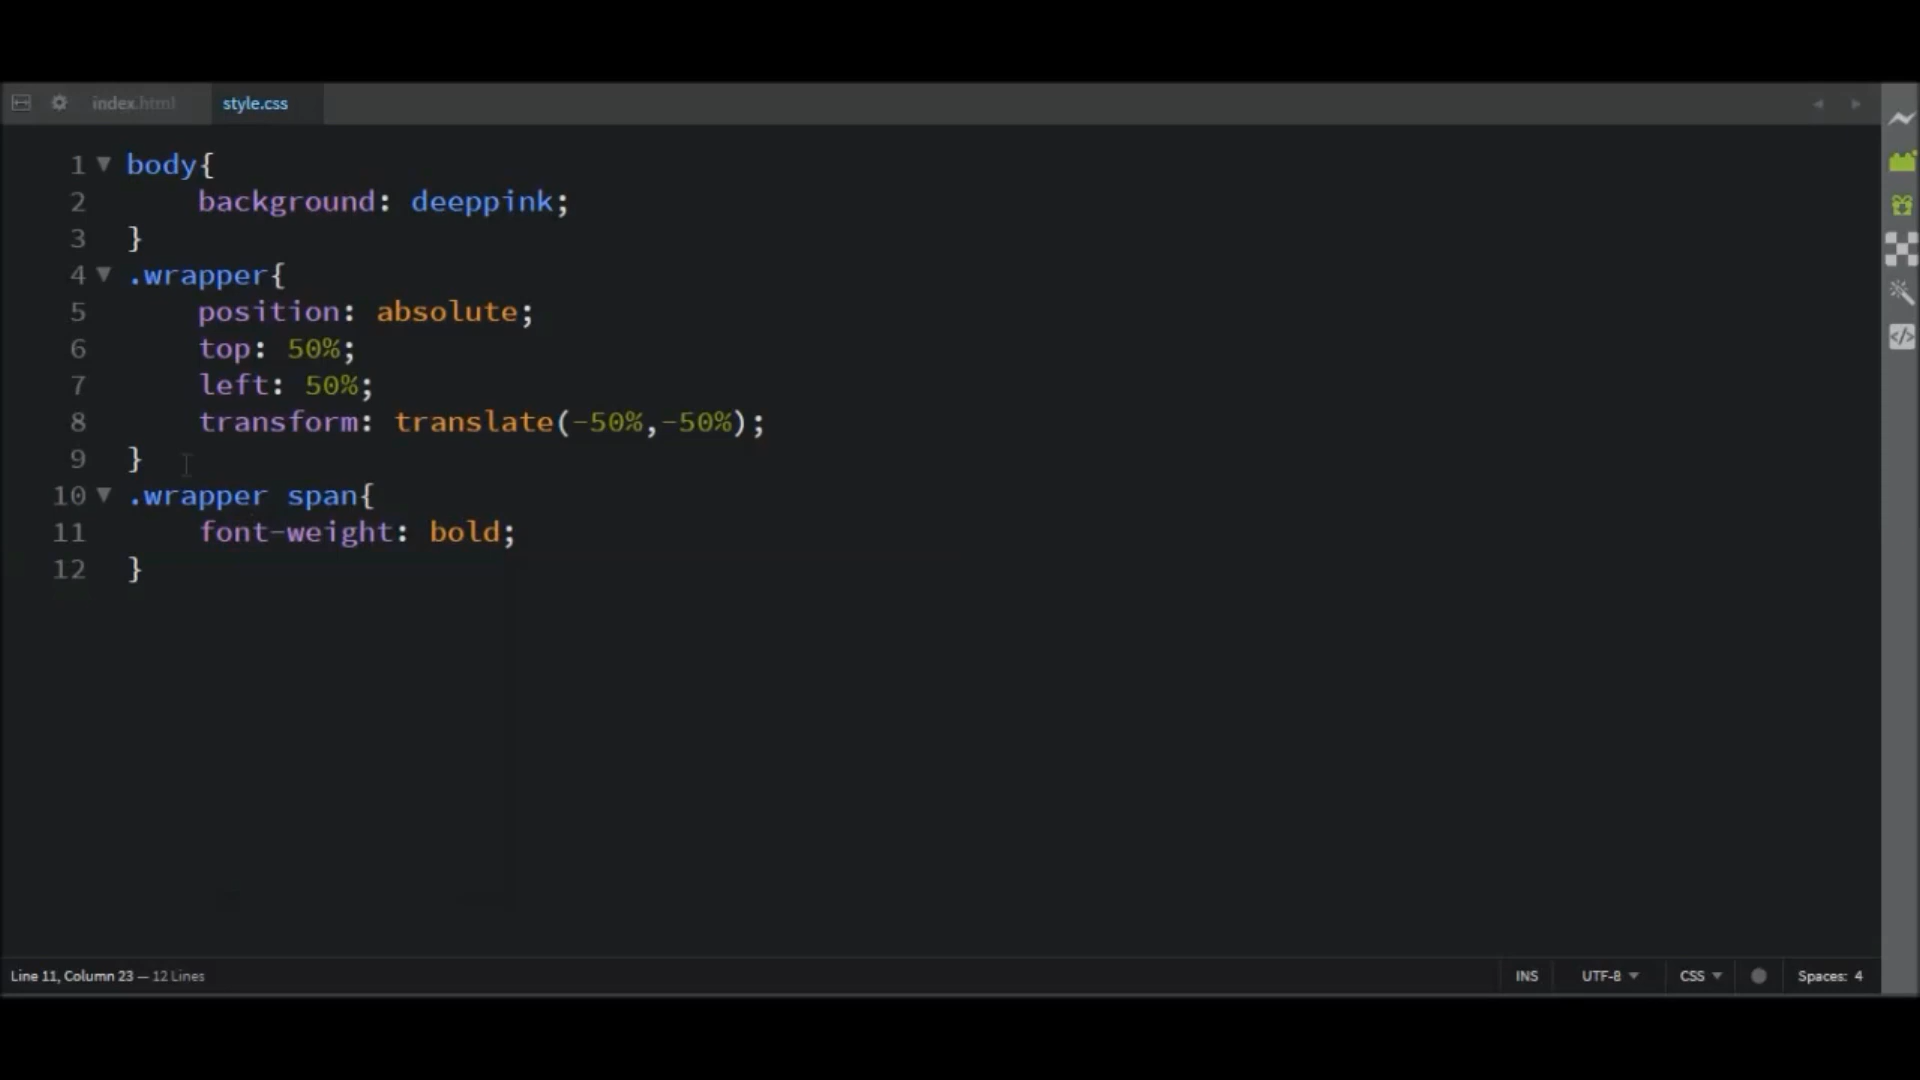 index.html style.css
1 body{
2 background: deeppink;
3 }
4 .wrapper{
5 position: absolute;
6 top: 50%;
7 left: 50%;
8 transform: translate(-50%,-50%);
9 }
10 .wrapper span{
11 font-weight: bold;
12 }
Line 11, Column 23 — 12 Lines INS UTF-8 CSS Spaces: 4